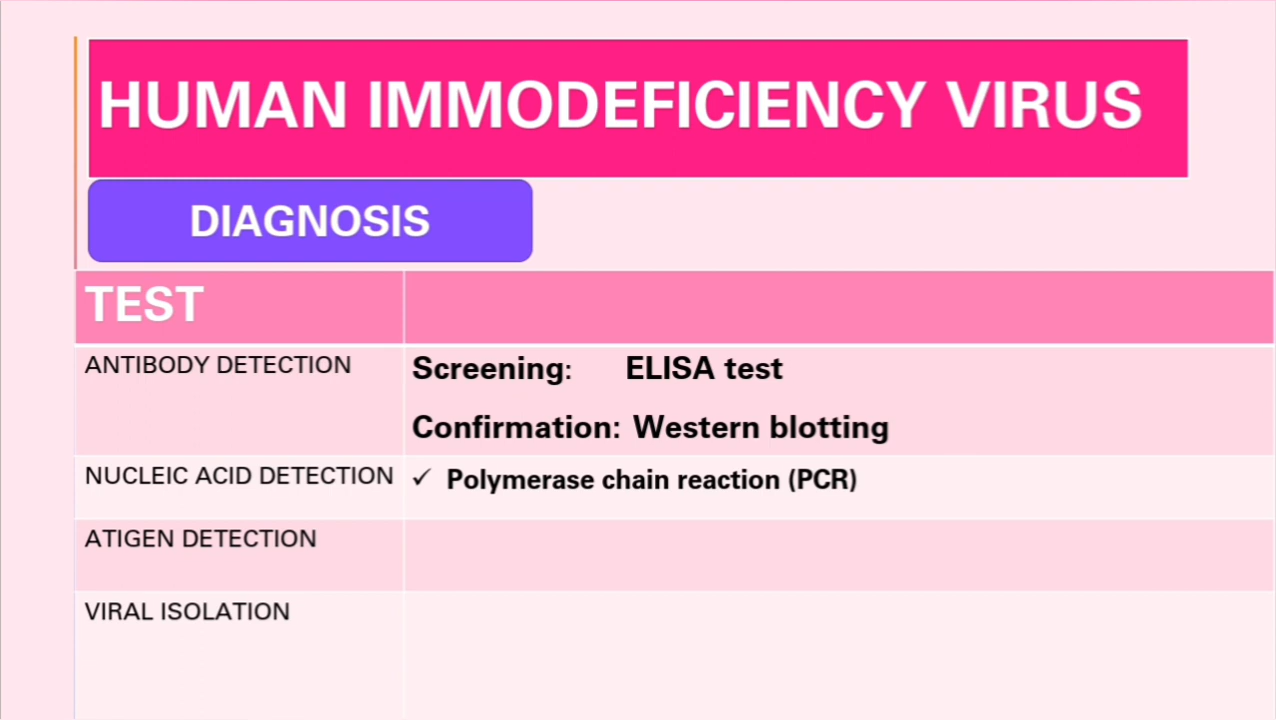 HUMAN IMMODEFICIENCY VIRUS
DIAGNOSIS
TEST
ANTIBODY DETECTION
Screening: ELISA test
Confirmation: Western blotting
NUCLEIC ACID DETECTION
✓ Polymerase chain reaction (PCR)
ATIGEN DETECTION
VIRAL ISOLATION